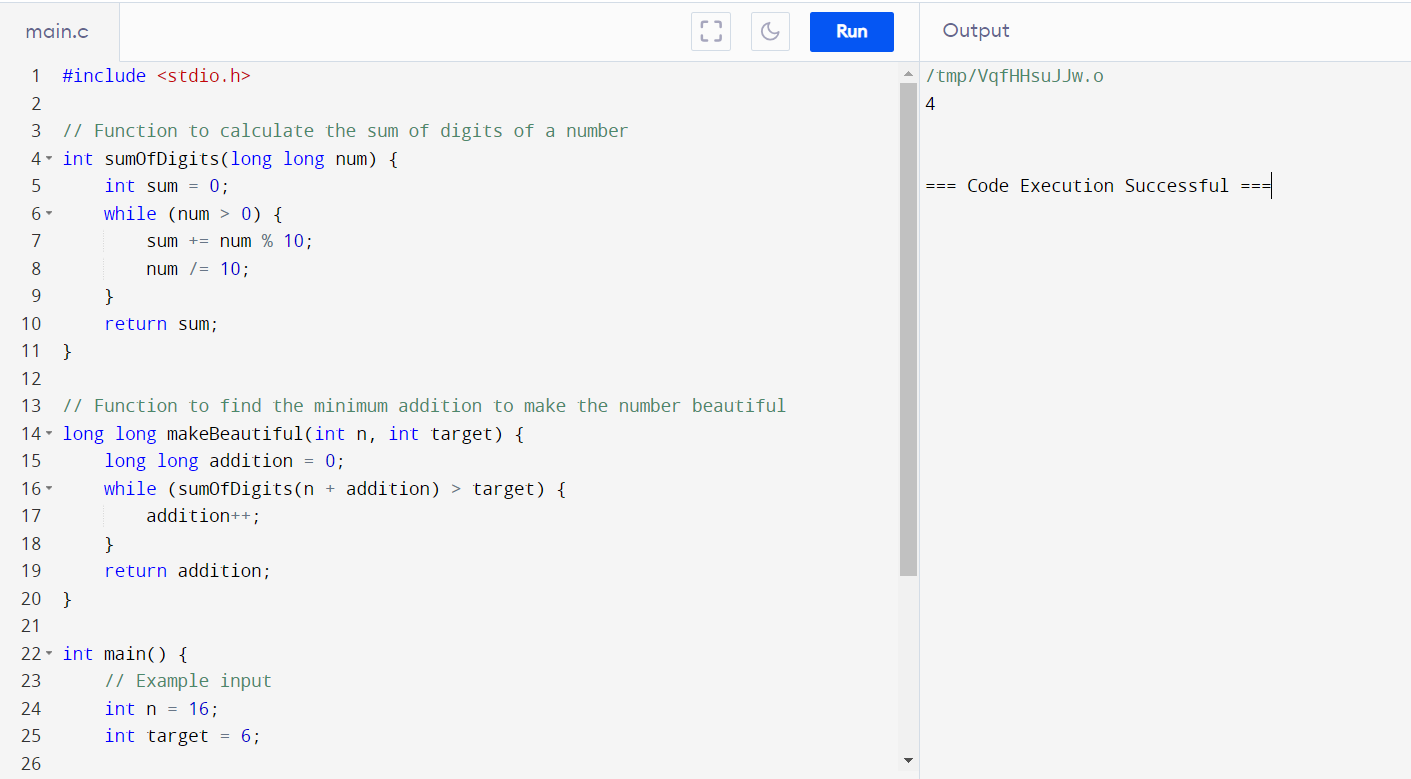 main.c
Run
Output
1 #include <stdio.h>
2
3 // Function to calculate the sum of digits of a number
4 int sumOfDigits(long long num) {
5     int sum = 0;
6     while (num > 0) {
7         sum += num % 10;
8         num /= 10;
9     }
10     return sum;
11 }
12
13 // Function to find the minimum addition to make the number beautiful
14 long long makeBeautiful(int n, int target) {
15     long long addition = 0;
16     while (sumOfDigits(n + addition) > target) {
17         addition++;
18     }
19     return addition;
20 }
21
22 int main() {
23     // Example input
24     int n = 16;
25     int target = 6;
26
/tmp/VqfHHsuJJw.o
4
=== Code Execution Successful ===